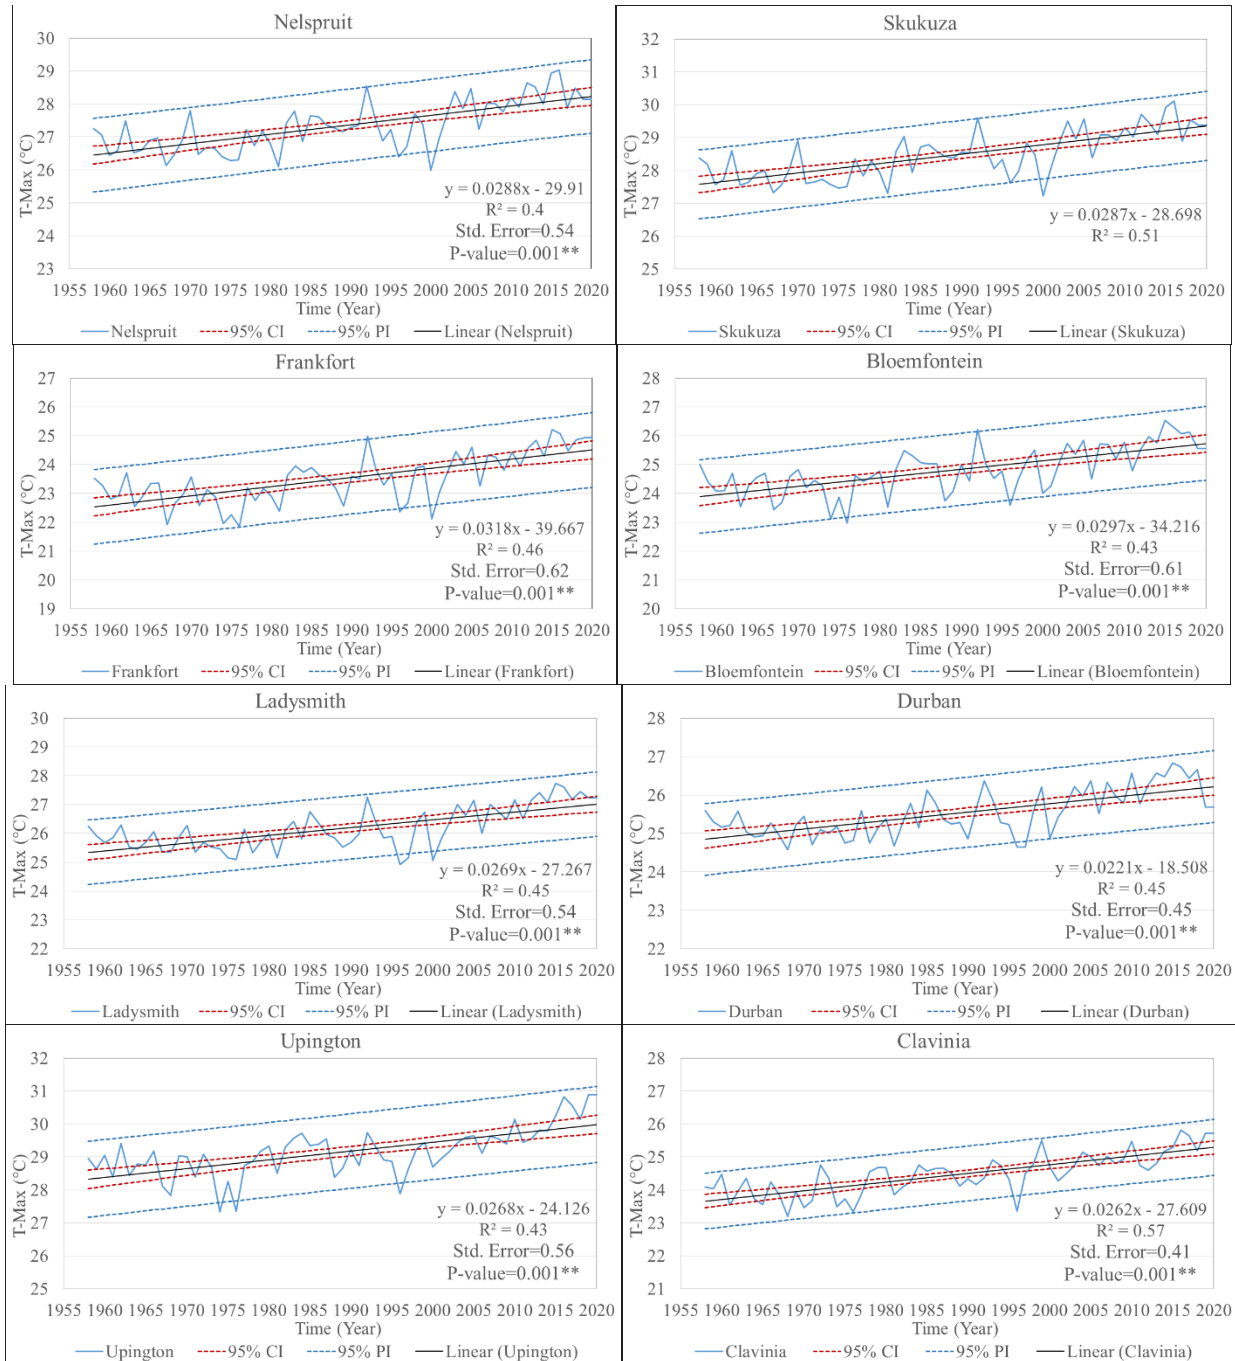 Nelspruit
T-Max (°C)
30
29
28
27
26
25
24
23
y = 0.0288x - 29.91
R² = 0.4
Std. Error=0.54
P-value=0.001**
1955 1960 1965 1970 1975 1980 1985 1990 1995 2000 2005 2010 2015 2020
Time (Year)
Nelspruit 95% CI 95% PI Linear (Nelspruit)
Skukuza
T-Max (°C)
32
31
30
29
28
27
26
25
y = 0.0287x - 28.698
R² = 0.51
1955 1960 1965 1970 1975 1980 1985 1990 1995 2000 2005 2010 2015 2020
Time (Year)
Skukuza 95% CI 95% PI Linear (Skukuza)
Frankfort
T-Max (°C)
27
26
25
24
23
22
21
20
19
y = 0.0318x - 39.667
R² = 0.46
Std. Error=0.62
P-value=0.001**
1955 1960 1965 1970 1975 1980 1985 1990 1995 2000 2005 2010 2015 2020
Time (Year)
Frankfort 95% CI 95% PI Linear (Frankfort)
Bloemfontein
T-Max (°C)
28
27
26
25
24
23
22
21
20
y = 0.0297x - 34.216
R² = 0.43
Std. Error=0.61
P-value=0.001**
1955 1960 1965 1970 1975 1980 1985 1990 1995 2000 2005 2010 2015 2020
Time (Year)
Bloemfontein 95% CI 95% PI Linear (Bloemfontein)
Ladysmith
T-Max (°C)
30
29
28
27
26
25
24
23
22
y = 0.0269x - 27.267
R² = 0.45
Std. Error=0.54
P-value=0.001**
1955 1960 1965 1970 1975 1980 1985 1990 1995 2000 2005 2010 2015 2020
Time (Year)
Ladysmith 95% CI 95% PI Linear (Ladysmith)
Durban
T-Max (°C)
28
27
26
25
24
23
22
y = 0.0221x - 18.508
R² = 0.45
Std. Error=0.45
P-value=0.001**
1955 1960 1965 1970 1975 1980 1985 1990 1995 2000 2005 2010 2015 2020
Time (Year)
Durban 95% CI 95% PI Linear (Durban)
Upington
T-Max (°C)
32
31
30
29
28
27
26
25
y = 0.0268x - 24.126
R² = 0.43
Std. Error=0.56
P-value=0.001**
1955 1960 1965 1970 1975 1980 1985 1990 1995 2000 2005 2010 2015 2020
Time (Year)
Upington 95% CI 95% PI Linear (Upington)
Clavinia
T-Max (°C)
28
26
25
24
23
22
21
y = 0.0262x - 27.609
R² = 0.57
Std. Error=0.41
P-value=0.001**
1955 1960 1965 1970 1975 1980 1985 1990 1995 2000 2005 2010 2015 2020
Time (Year)
Clavinia 95% CI 95% PI Linear (Clavinia)